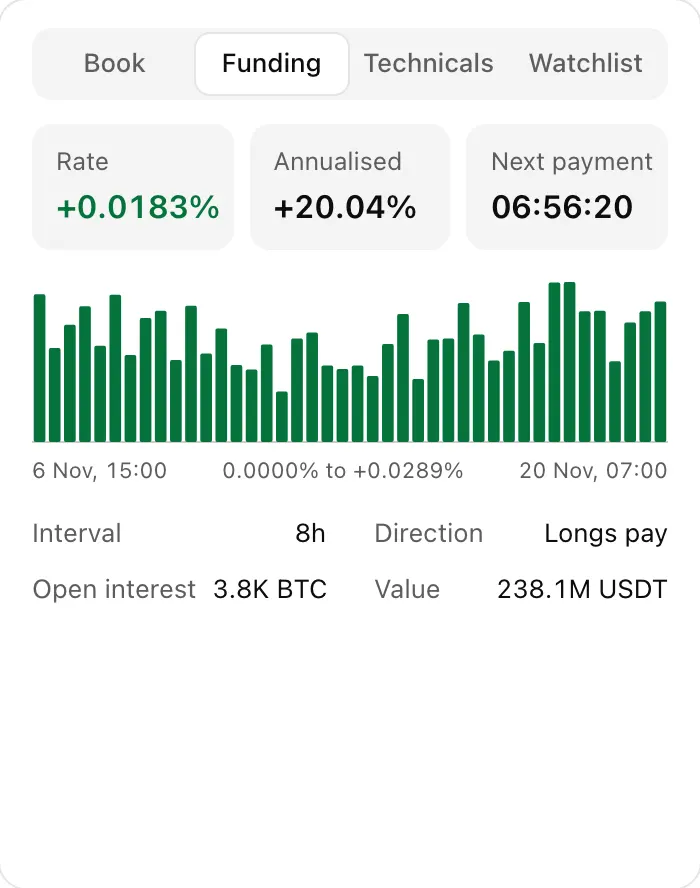 Book Funding Technicals Watchlist
Rate Annualised Next payment
+0.0183% +20.04% 06:56:20
6 Nov, 15:00 0.0000% to +0.0289% 20 Nov, 07:00
Interval 8h Direction Longs pay
Open interest 3.8K BTC Value 238.1M USDT